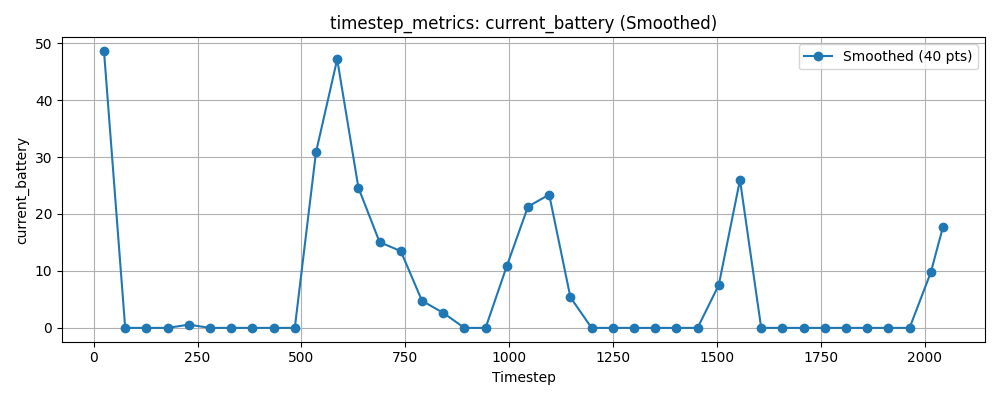 timestep_metrics: current_battery (Smoothed)
Smoothed (40 pts)
current_battery
50
40
30
20
10
0
0 250 500 750 1000 1250 1500 1750 2000
Timestep